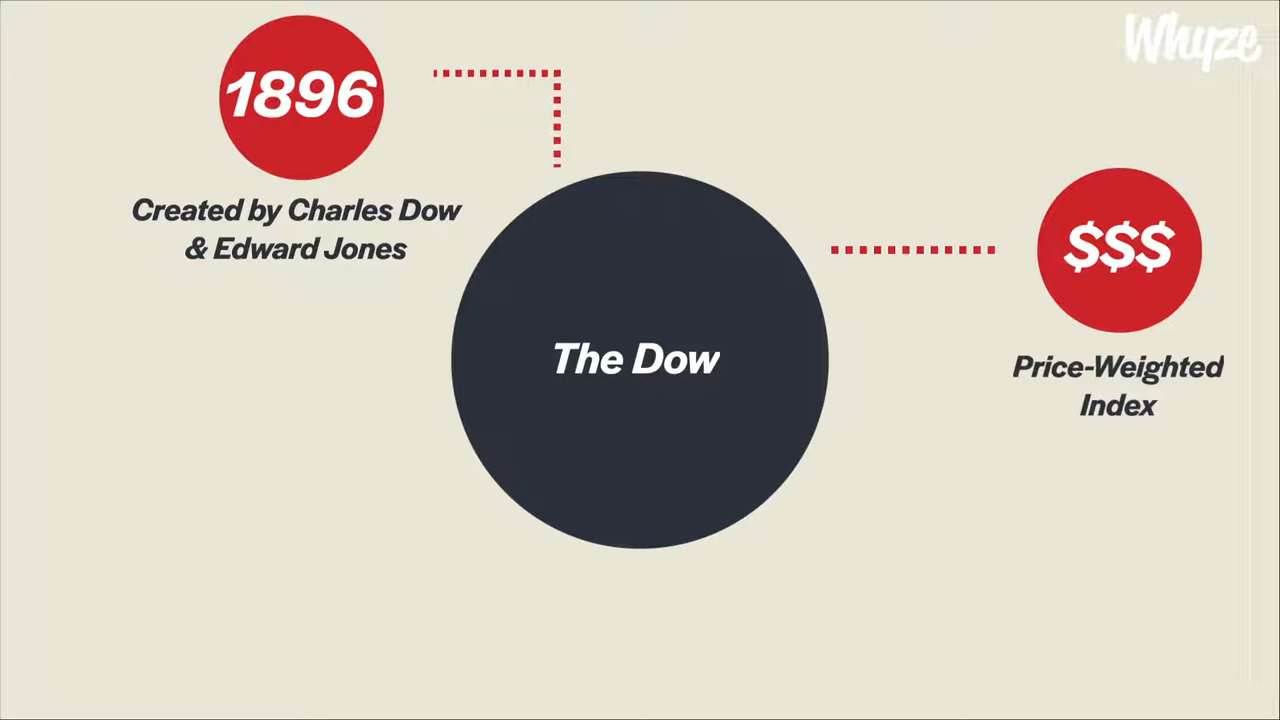 Whyze
1896
Created by Charles Dow
& Edward Jones
$$$
The Dow
Price-Weighted
Index